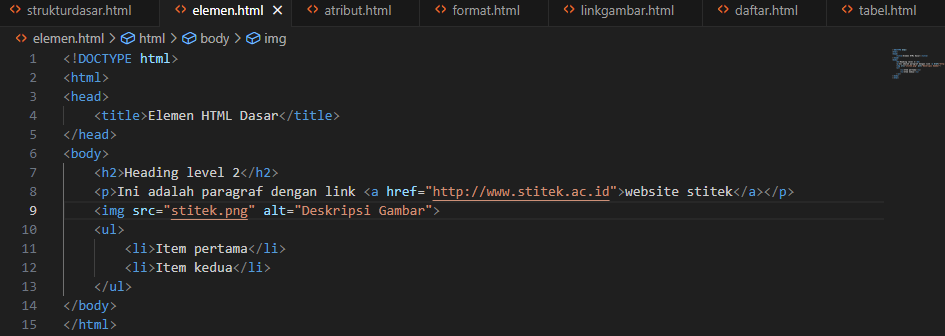 strukturdasar.html elemen.html atribut.html format.html linkgambar.html daftar.html tabel.html
elemen.html > html > body > img
1 <!DOCTYPE html>
2 <html>
3 <head>
4 <title>Elemen HTML Dasar</title>
5 </head>
6 <body>
7 <h2>Heading level 2</h2>
8 <p>Ini adalah paragraf dengan link <a href="http://www.stitek.ac.id">website stitek</a></p>
9 <img src="stitek.png" alt="Deskripsi Gambar">
10 <ul>
11 <li>Item pertama</li>
12 <li>Item kedua</li>
13 </ul>
14 </body>
15 </html>